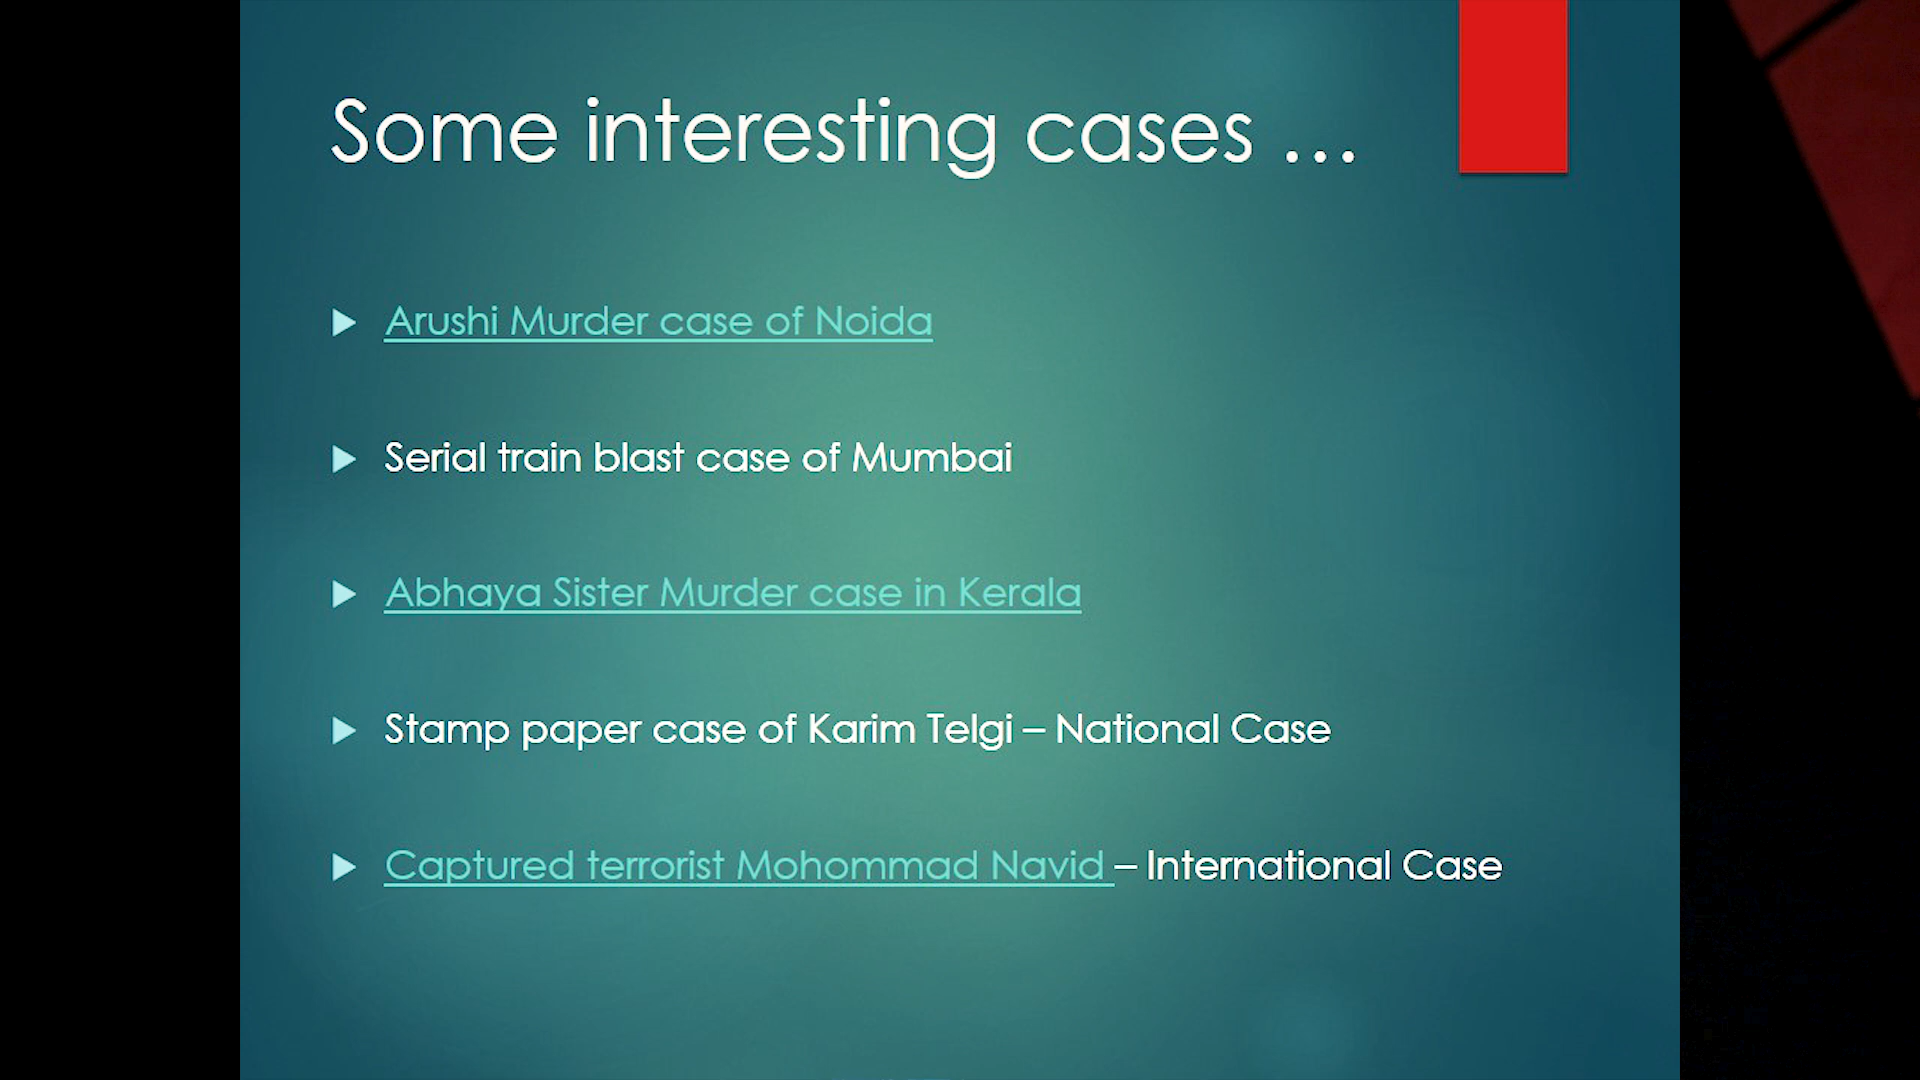 Some interesting cases ...
Arushi Murder case of Noida
Serial train blast case of Mumbai
Abhaya Sister Murder case in Kerala
Stamp paper case of Karim Telgi – National Case
Captured terrorist Mohommad Navid – International Case